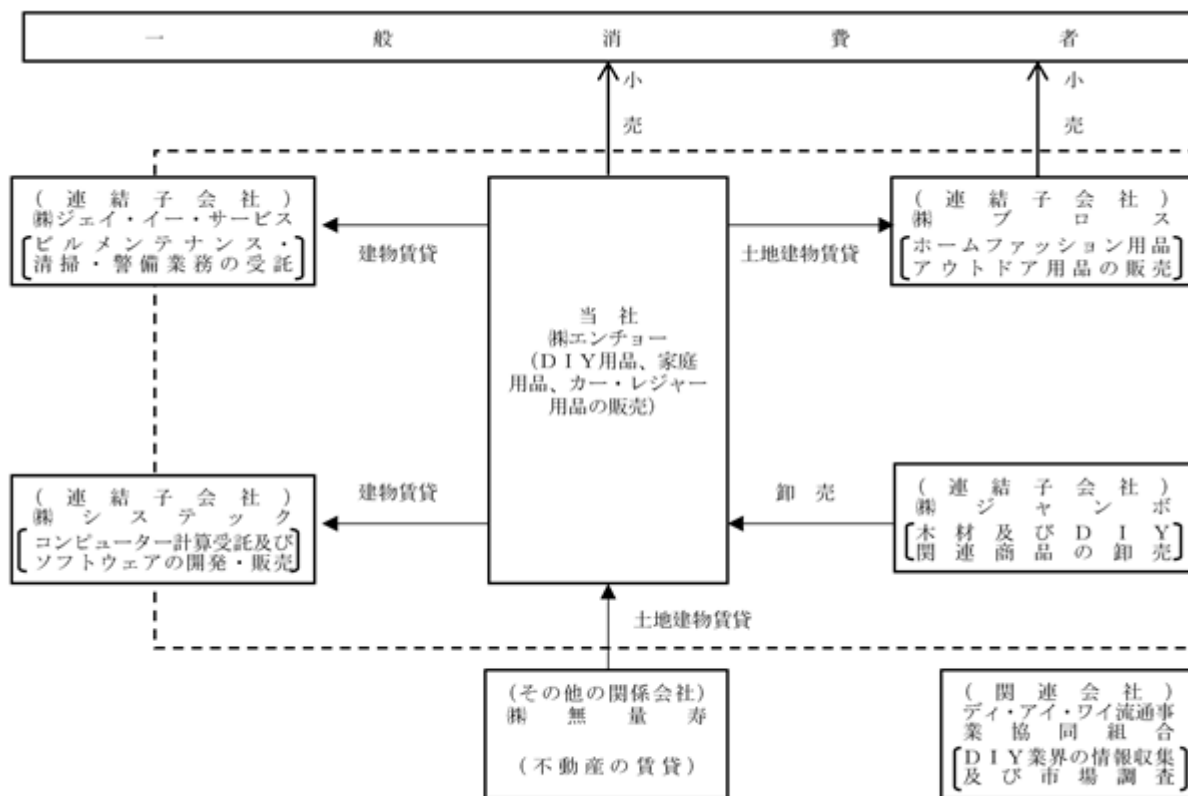 一般消費者
小売
小売
(連結子会社)
㈱ジェイ・イー・サービス
ビルメンテナンス・
清掃・警備業務の受託
建物賃貸
当社
㈱エンチョー
(DIY用品、家庭
用品、カー・レジャー
用品の販売)
土地建物賃貸
(連結子会社)
㈱ブロス
ホームファッション用品
アウトドア用品の販売
(連結子会社)
㈱システック
コンピューター計算受託及び
ソフトウェアの開発・販売
建物賃貸
卸売
(連結子会社)
㈱ジャンボ
木材及びDIY
関連商品の卸売
土地建物賃貸
(その他の関係会社)
㈱無量寿
(不動産の賃貸)
(関連会社)
ディ・アイ・ワイ流通事
業協同組合
DIY業界の情報収集
及び市場調査